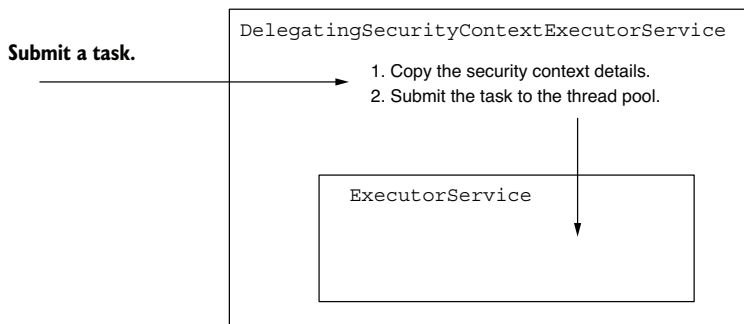 DelegatingSecurityContextExecutorService
Submit a task.
1. Copy the security context details.
2. Submit the task to the thread pool.
ExecutorService